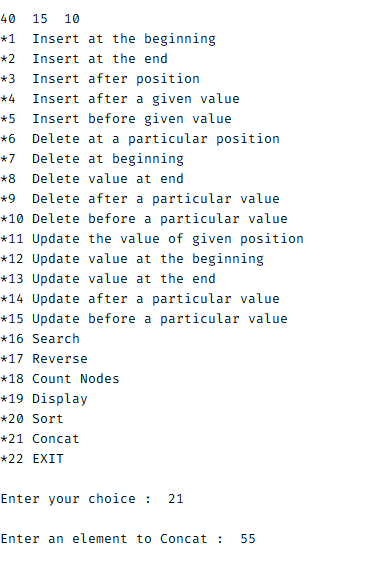 40  15  10
*1  Insert at the beginning
*2  Insert at the end
*3  Insert after position
*4  Insert after a given value
*5  Insert before given value
*6  Delete at a particular position
*7  Delete at beginning
*8  Delete value at end
*9  Delete after a particular value
*10 Delete before a particular value
*11 Update the value of given position
*12 Update value at the beginning
*13 Update value at the end
*14 Update after a particular value
*15 Update before a particular value
*16 Search
*17 Reverse
*18 Count Nodes
*19 Display
*20 Sort
*21 Concat
*22 EXIT
Enter your choice :  21
Enter an element to Concat :  55